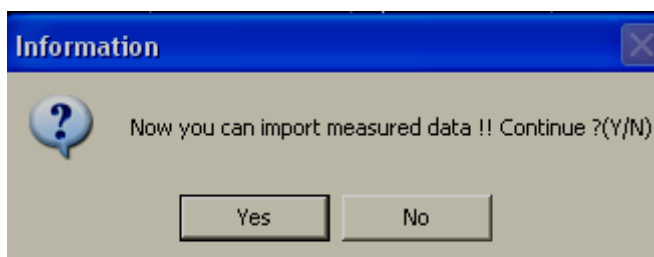 Information
Now you can import measured data !! Continue ?(Y/N)
Yes No